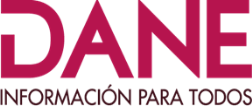 DANE
INFORMACIÓN PARA TODOS